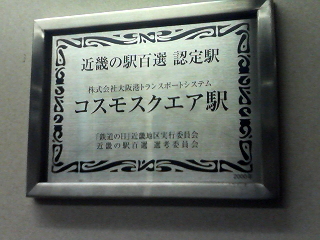 近畿の駅百選 認定駅
株式会社大阪港トランスポートシステム
コスモスクエア駅
「鉄道の日」近畿地区実行委員会
近畿の駅百選 選考委員会